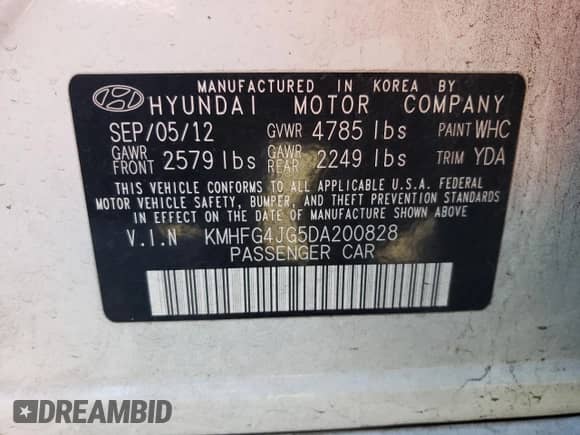 MANUFACTURED IN KOREA BY
HYUNDAI MOTOR COMPANY
SEP/05/12 GVWR 4785 lbs PAINT WHC
GAWR FRONT 2579 lbs GAWR REAR 2249 lbs TRIM YDA
THIS VEHICLE CONFORMS TO ALL APPLICABLE U.S.A. FEDERAL
MOTOR VEHICLE SAFETY, BUMPER, AND THEFT PREVENTION STANDARDS
IN EFFECT ON THE DATE OF MANUFACTURE SHOWN ABOVE.
V.I.N KMHFG4JG5DA200828
PASSENGER CAR
DREAMBID